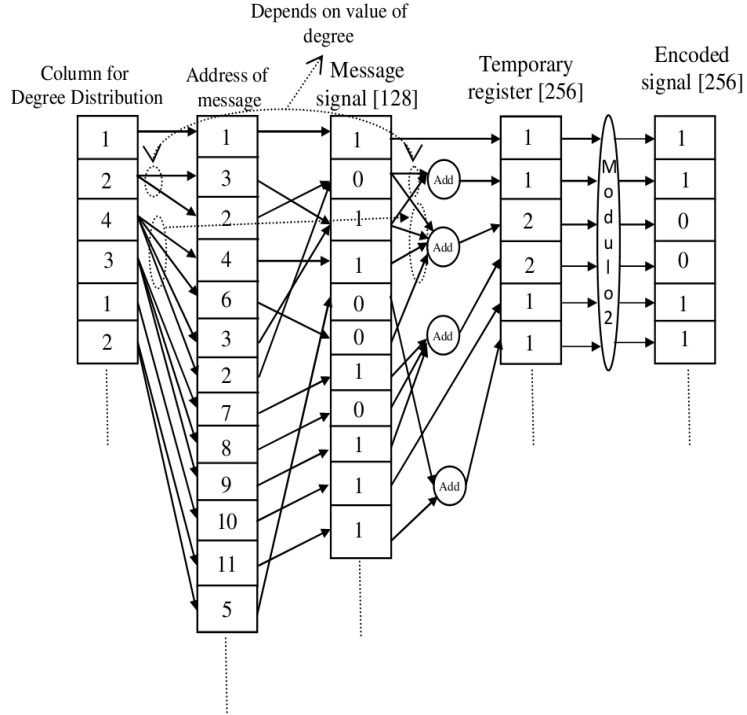 Depends on value of
degree
Column for
Degree Distribution
Address of
message
Message
signal [128]
Temporary
register [256]
Encoded
signal [256]
1
2
4
3
1
2
1
3
2
4
6
3
2
7
8
9
10
11
5
1
0
1
1
0
0
1
0
1
1
1
Add
Add
Add
Add
1
1
2
2
1
1
Modulo2
1
1
0
0
1
1